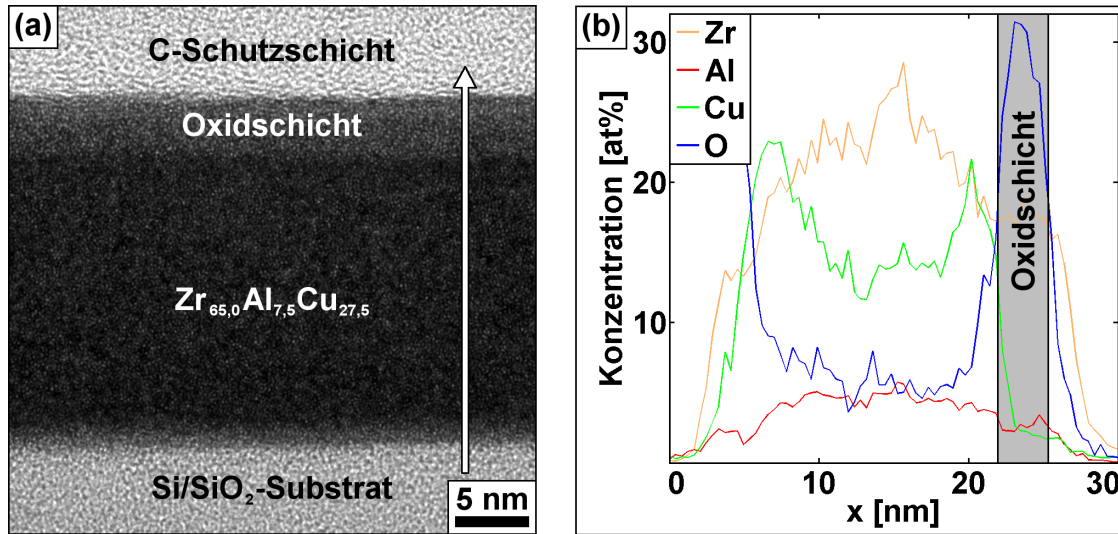 (a)
C-Schutzschicht
Oxidschicht
Zr65,0Al7,5Cu27,5
Si/SiO2-Substrat
5 nm
(b)
Zr
Al
Cu
O
Oxidschicht
Konzentration [at%]
30
20
10
0 10 20 30
x [nm]